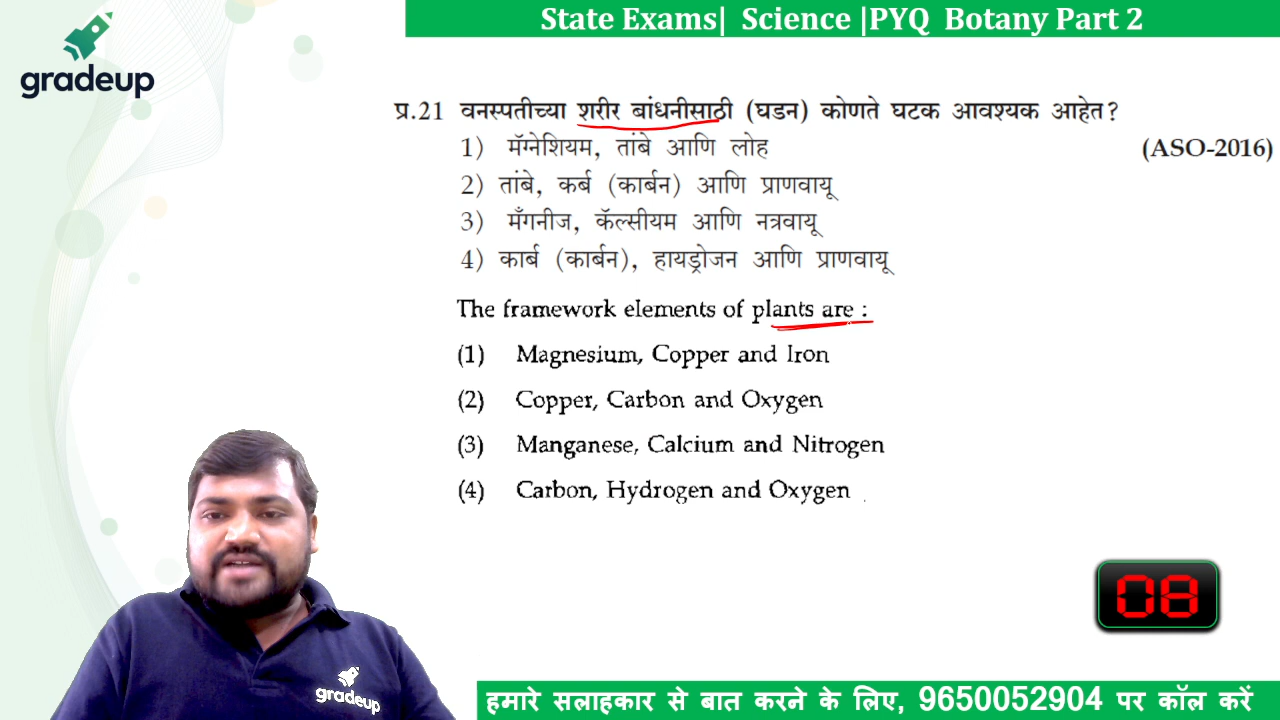 State Exams| Science |PYQ Botany Part 2
gradeup
प्र.21 वनस्पतीच्या शरीर बांधनीसाठी (घडन) कोणते घटक आवश्यक आहेत?
1) मॅग्नेशियम, तांबे आणि लोह
(ASO-2016)
2) तांबे, कर्ब (कार्बन) आणि प्राणवायू
3) मँगनीज, कॅल्सीयम आणि नत्रवायू
4) कार्ब (कार्बन), हायड्रोजन आणि प्राणवायू
The framework elements of plants are :
(1) Magnesium, Copper and Iron
(2) Copper, Carbon and Oxygen
(3) Manganese, Calcium and Nitrogen
(4) Carbon, Hydrogen and Oxygen
08
gradeup
हमारे सलाहकार से बात करने के लिए, 9650052904 पर कॉल करें